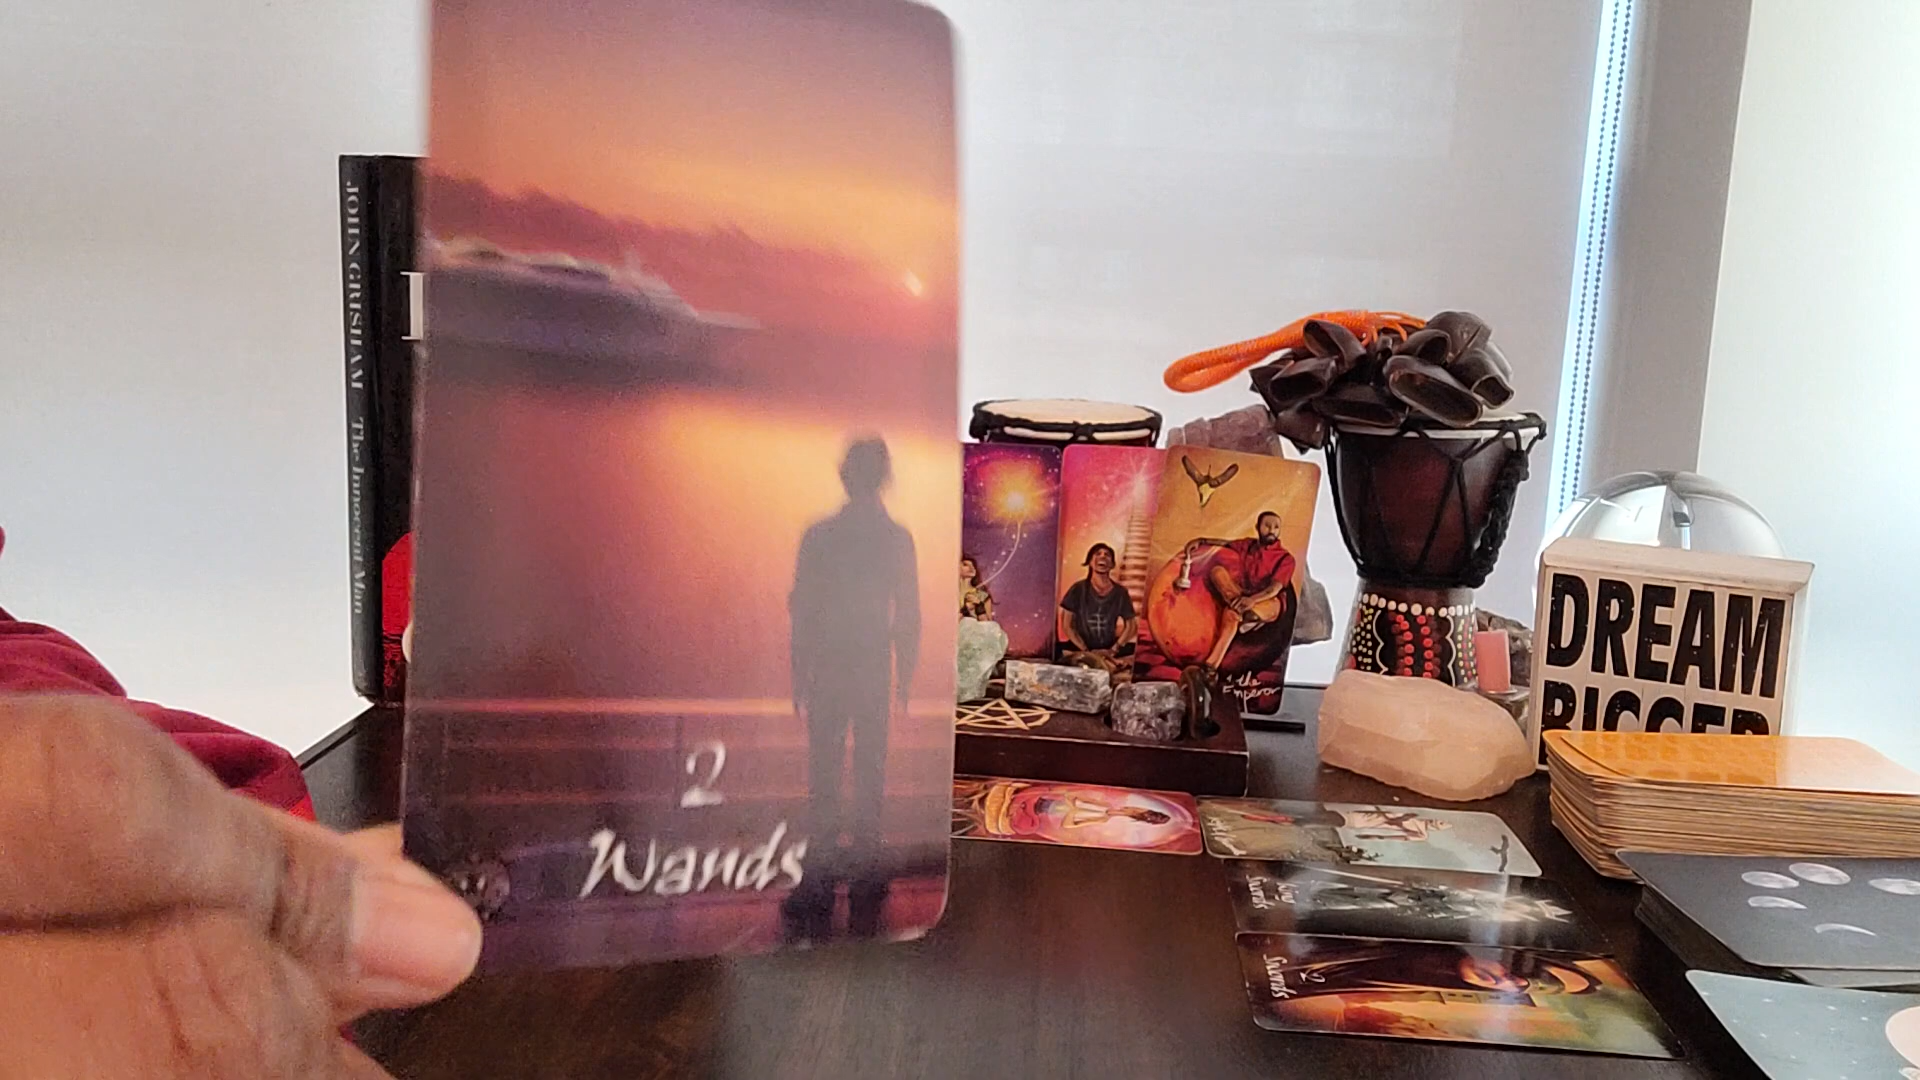 JOHN GRISHAM The Innocent Man
2
Wands
the
Emperor
DREAM
BIGGER
King
Swords
2
Swords